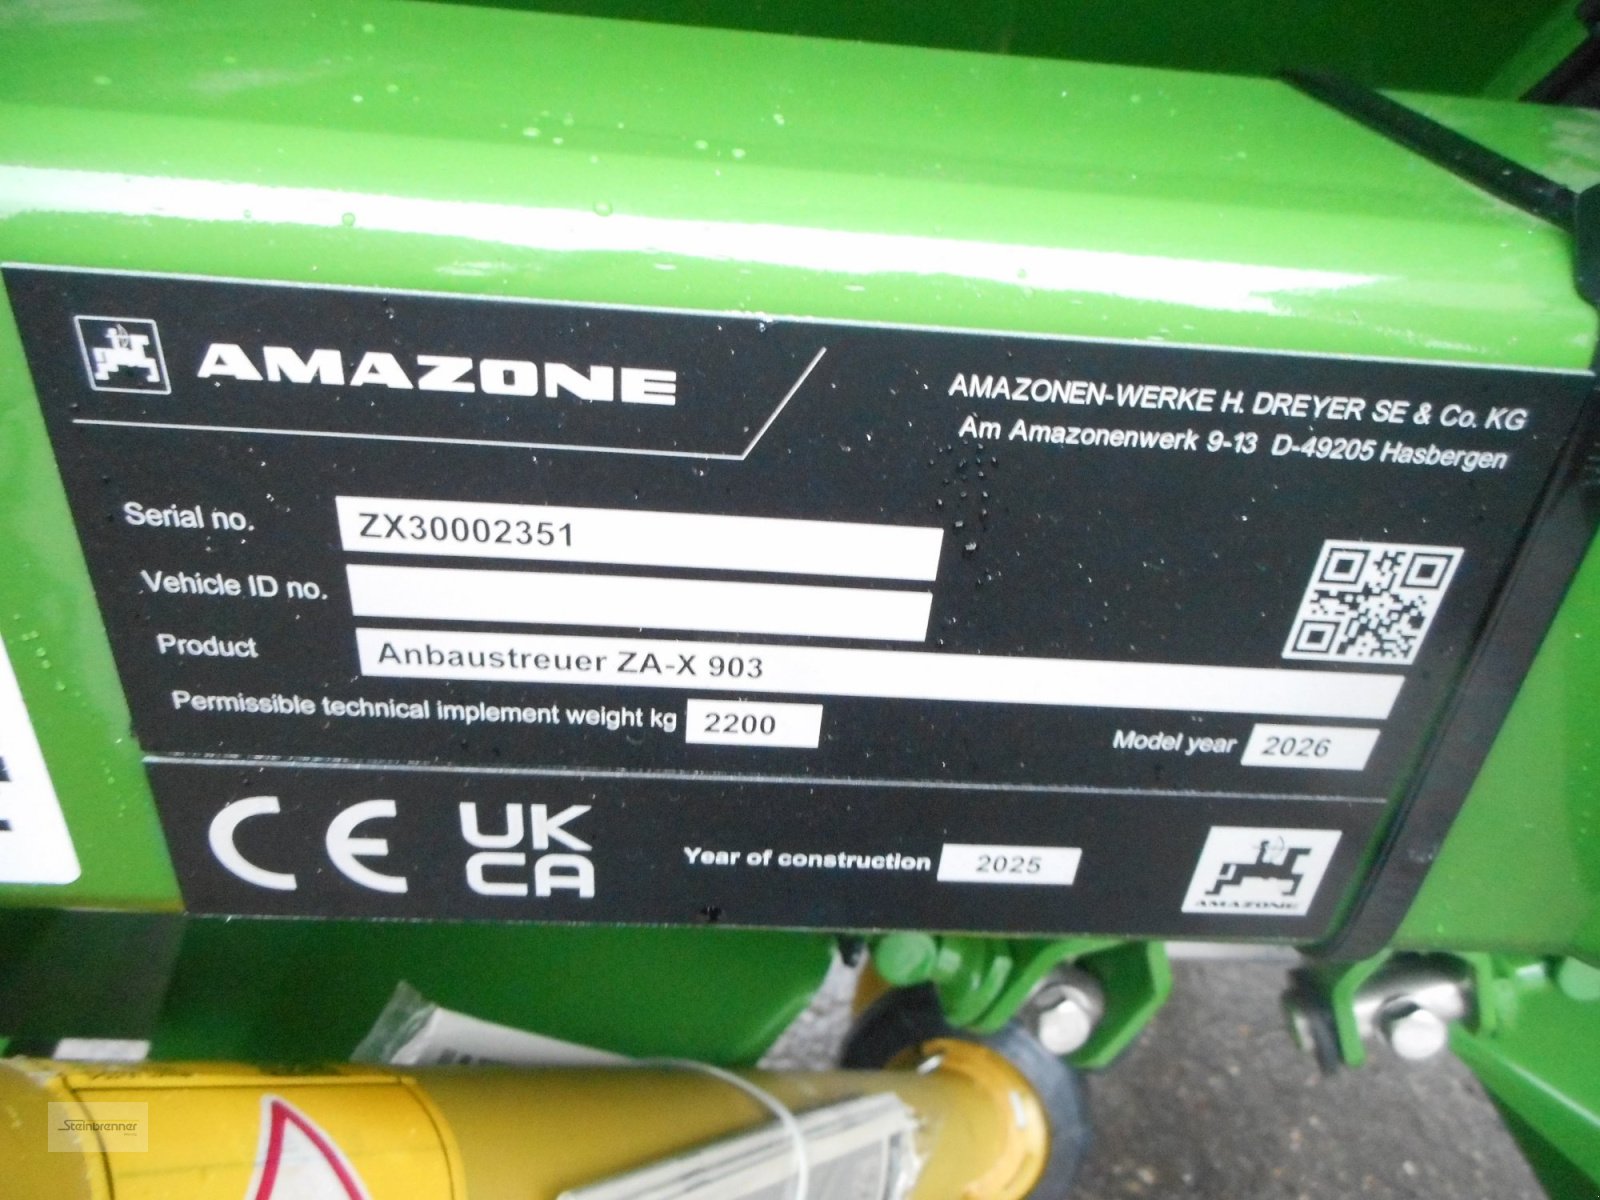 AMAZONE
AMAZONEN-WERKE H. DREYER SE & Co. KG
Am Amazonenwerk 9-13 D-49205 Hasbergen
Serial no. ZX30002351
Vehicle ID no.
Product Anbaustreuer ZA-X 903
Permissible technical implement weight kg 2200
Model year 2026
CE UK CA
Year of construction 2025
AMAZONE
Steinbrenner